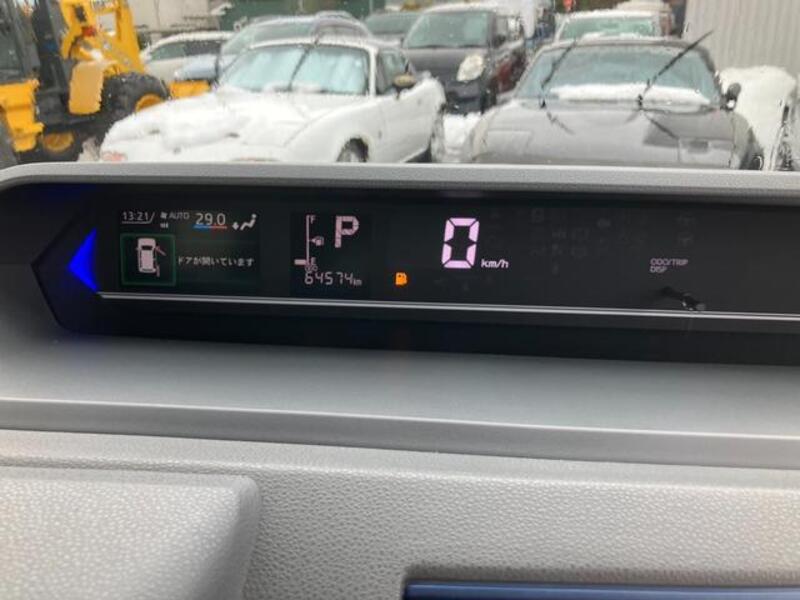 13:21 AUTO 29.0
ドアが開いています
F
P
E
ODO
64574km
0 km/h
ODO/TRIP
DISP